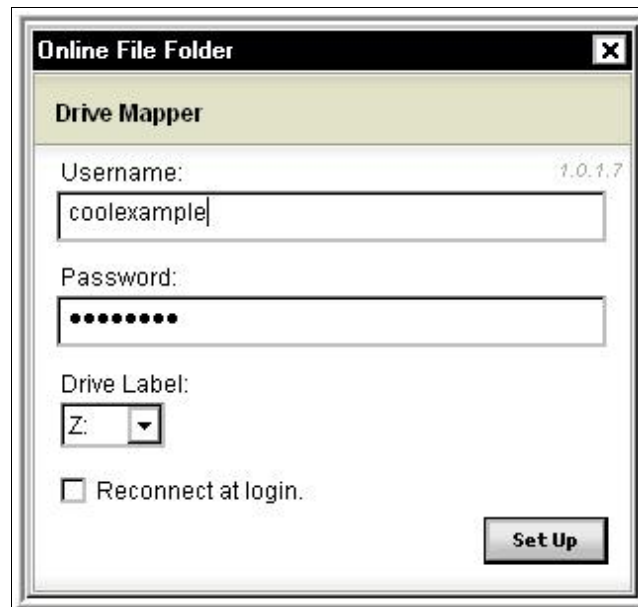 Online File Folder
Drive Mapper
Username:
1.0.1.7
coolexample
Password:
••••••••
Drive Label:
Z:
Reconnect at login.
Set Up